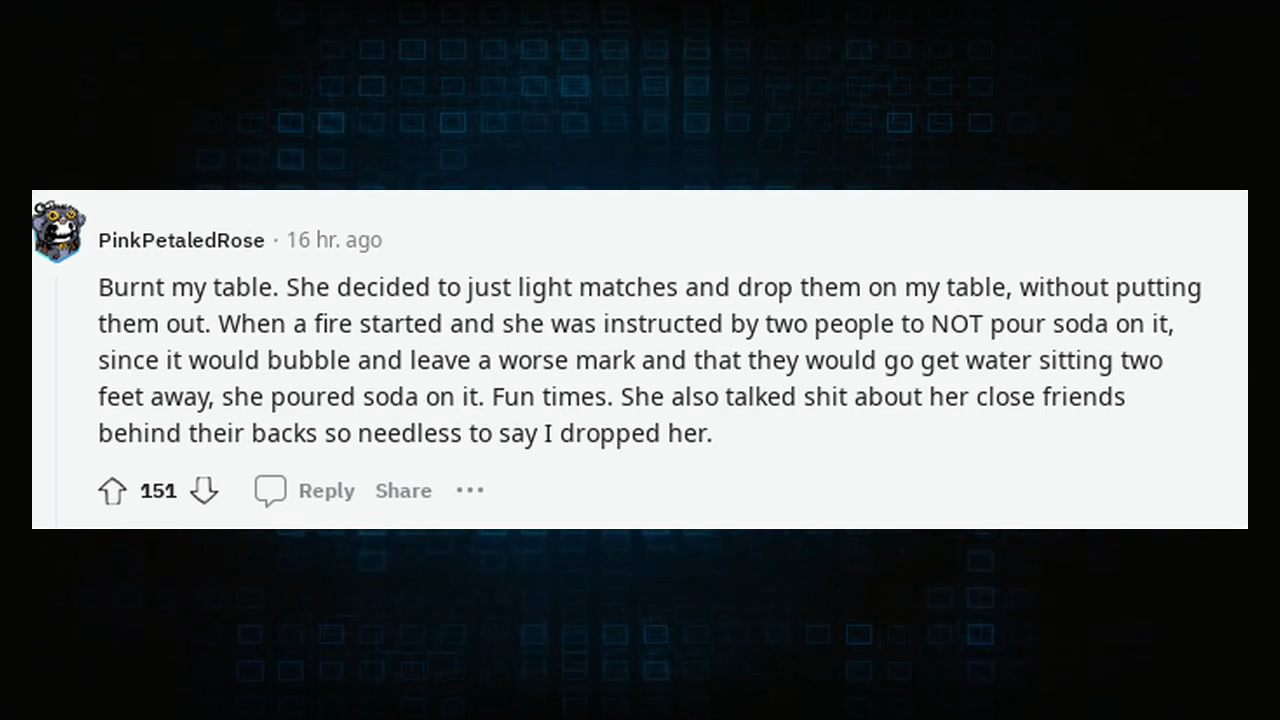 PinkPetaledRose · 16 hr. ago
Burnt my table. She decided to just light matches and drop them on my table, without putting
them out. When a fire started and she was instructed by two people to NOT pour soda on it,
since it would bubble and leave a worse mark and that they would go get water sitting two
feet away, she poured soda on it. Fun times. She also talked shit about her close friends
behind their backs so needless to say I dropped her.
151 Reply Share ···